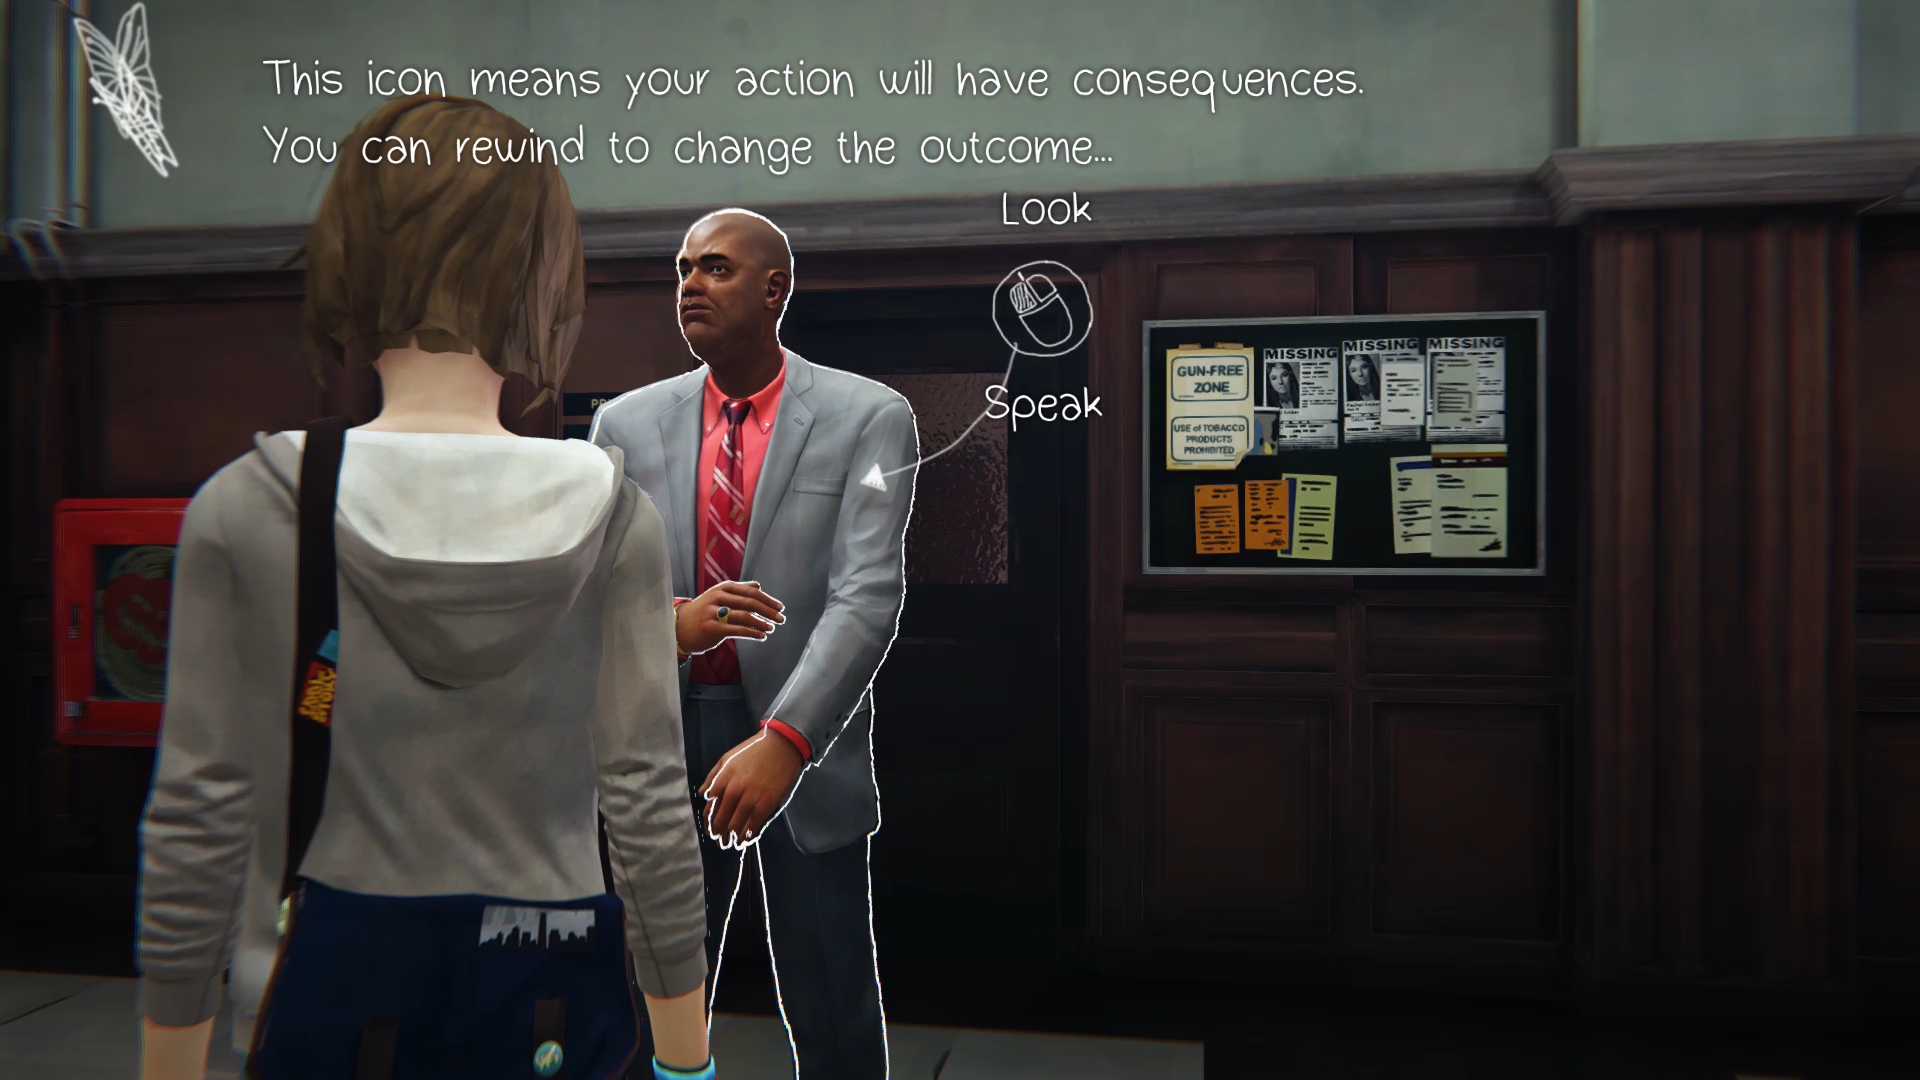 This icon means your action will have consequences.
You can rewind to change the outcome...
Look
Speak
GUN-FREE
ZONE
USE of TOBACCO
PRODUCTS
PROHIBITED
MISSING
MISSING
MISSING